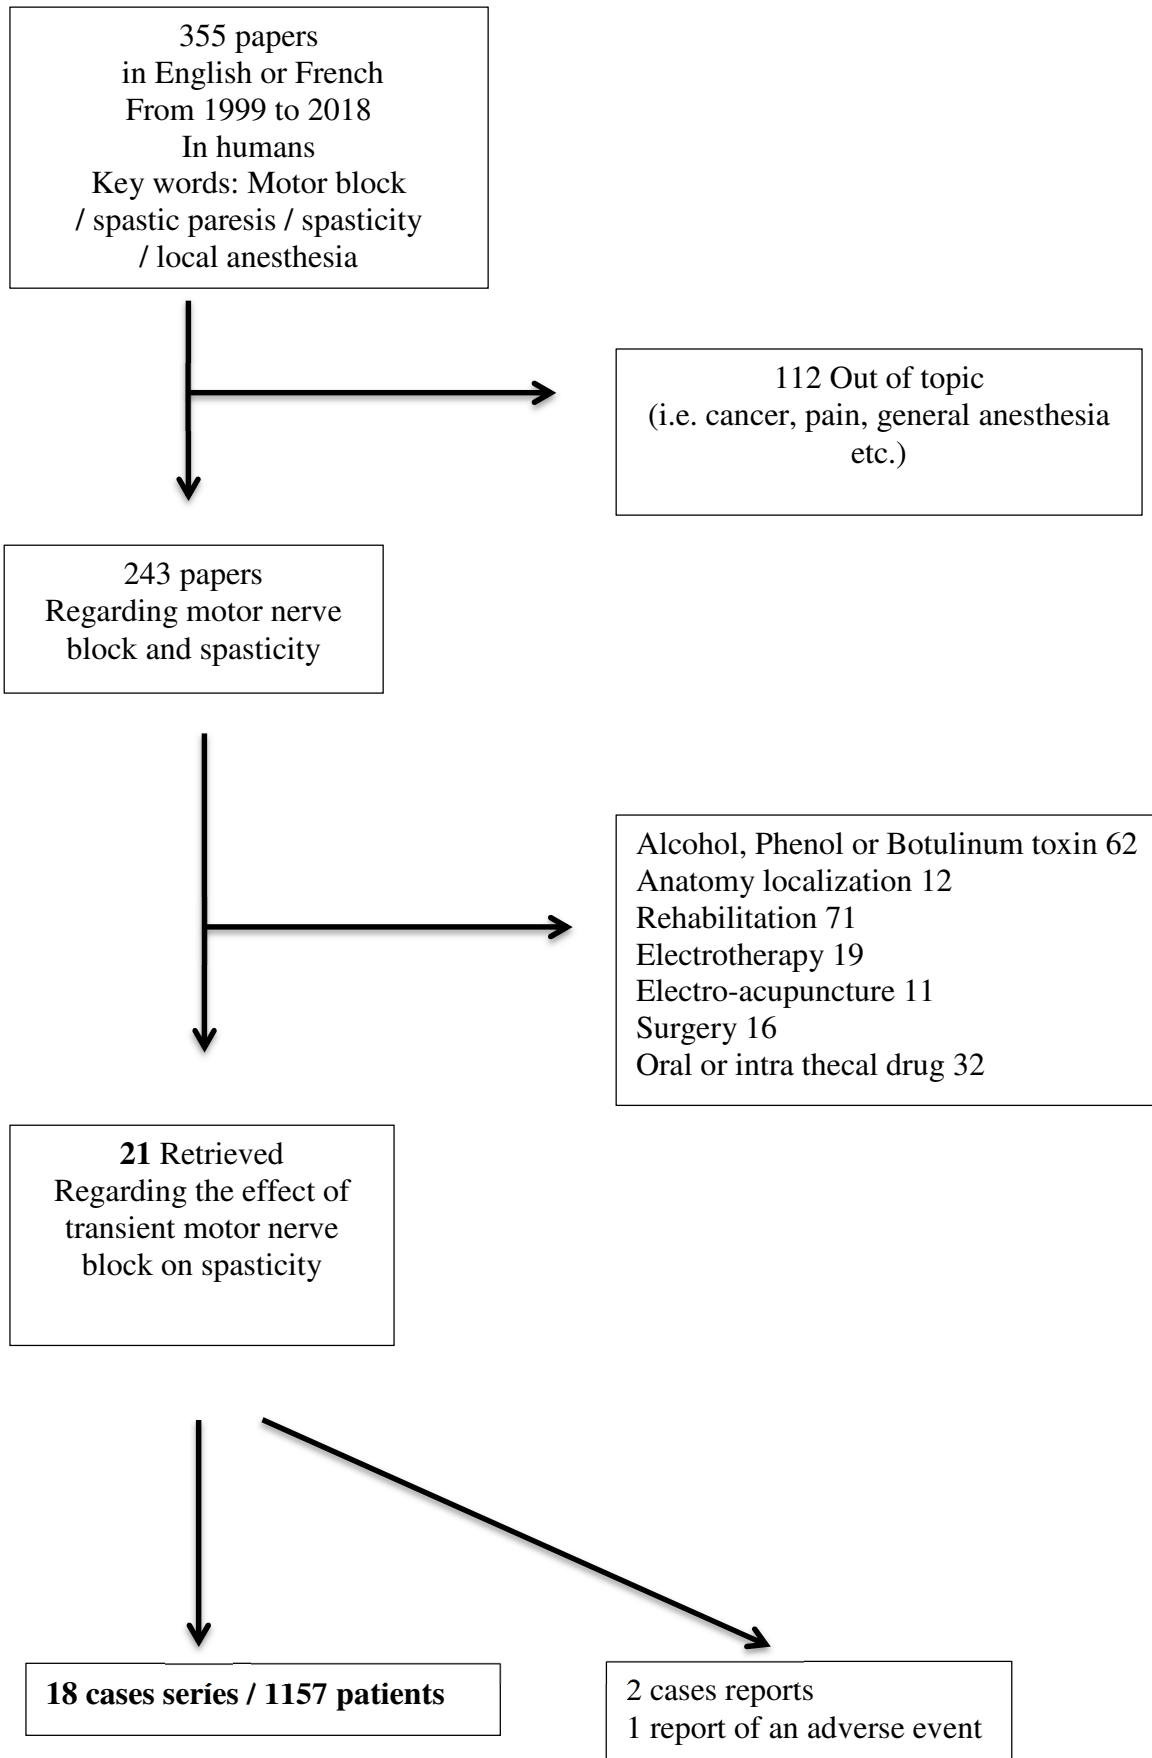 355 papers
in English or French
From 1999 to 2018
In humans
Key words: Motor block
/ spastic paresis / spasticity
/ local anesthesia
112 Out of topic
(i.e. cancer, pain, general anesthesia
etc.)
243 papers
Regarding motor nerve
block and spasticity
Alcohol, Phenol or Botulinum toxin 62
Anatomy localization 12
Rehabilitation 71
Electrotherapy 19
Electro-acupuncture 11
Surgery 16
Oral or intra thecal drug 32
21 Retrieved
Regarding the effect of
transient motor nerve
block on spasticity
18 cases series / 1157 patients
2 cases reports
1 report of an adverse event